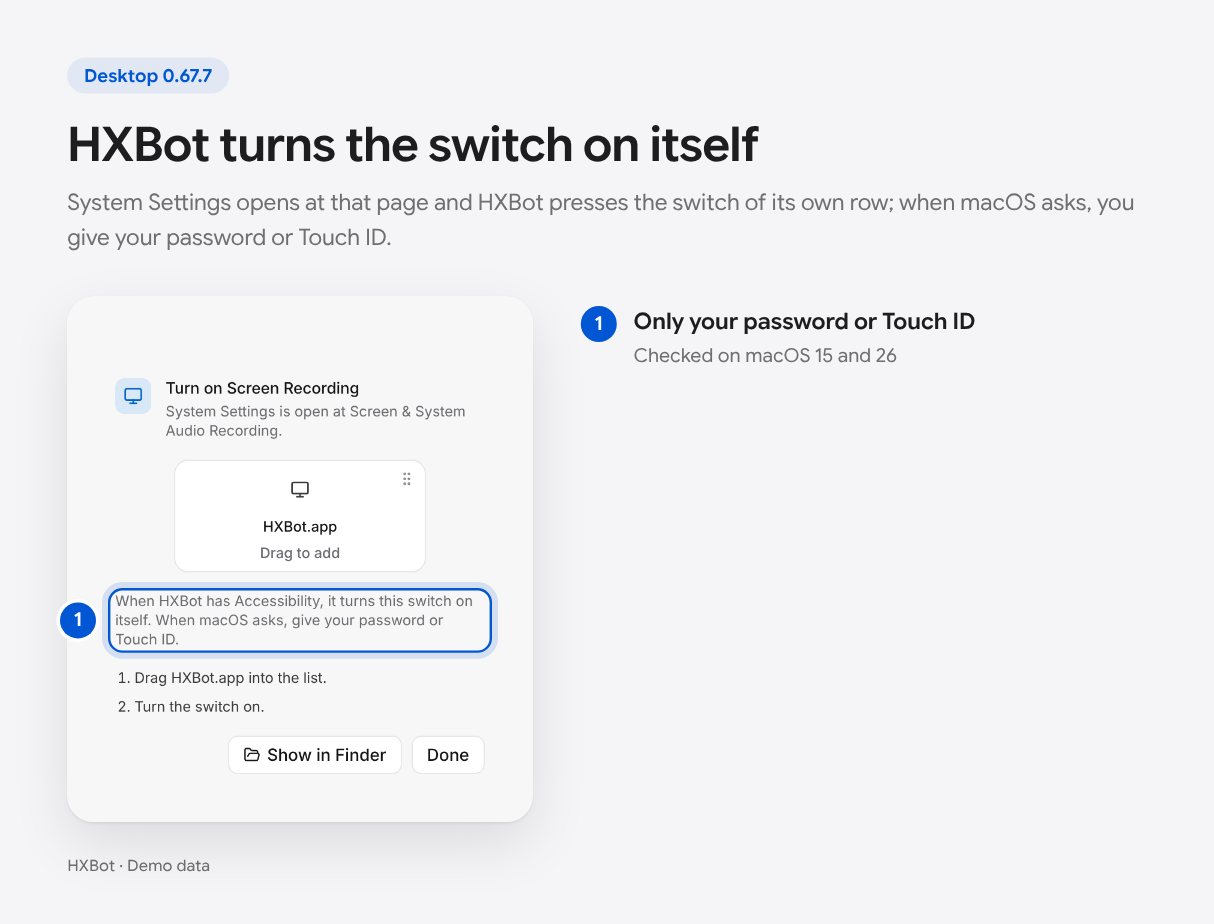 Desktop 0.67.7
HXBot turns the switch on itself
System Settings opens at that page and HXBot presses the switch of its own row; when macOS asks, you
give your password or Touch ID.
Turn on Screen Recording
System Settings is open at Screen & System
Audio Recording.
HXBot.app
Drag to add
1
When HXBot has Accessibility, it turns this switch on
itself. When macOS asks, give your password or
Touch ID.
1. Drag HXBot.app into the list.
2. Turn the switch on.
Show in Finder
Done
1
Only your password or Touch ID
Checked on macOS 15 and 26
HXBot · Demo data